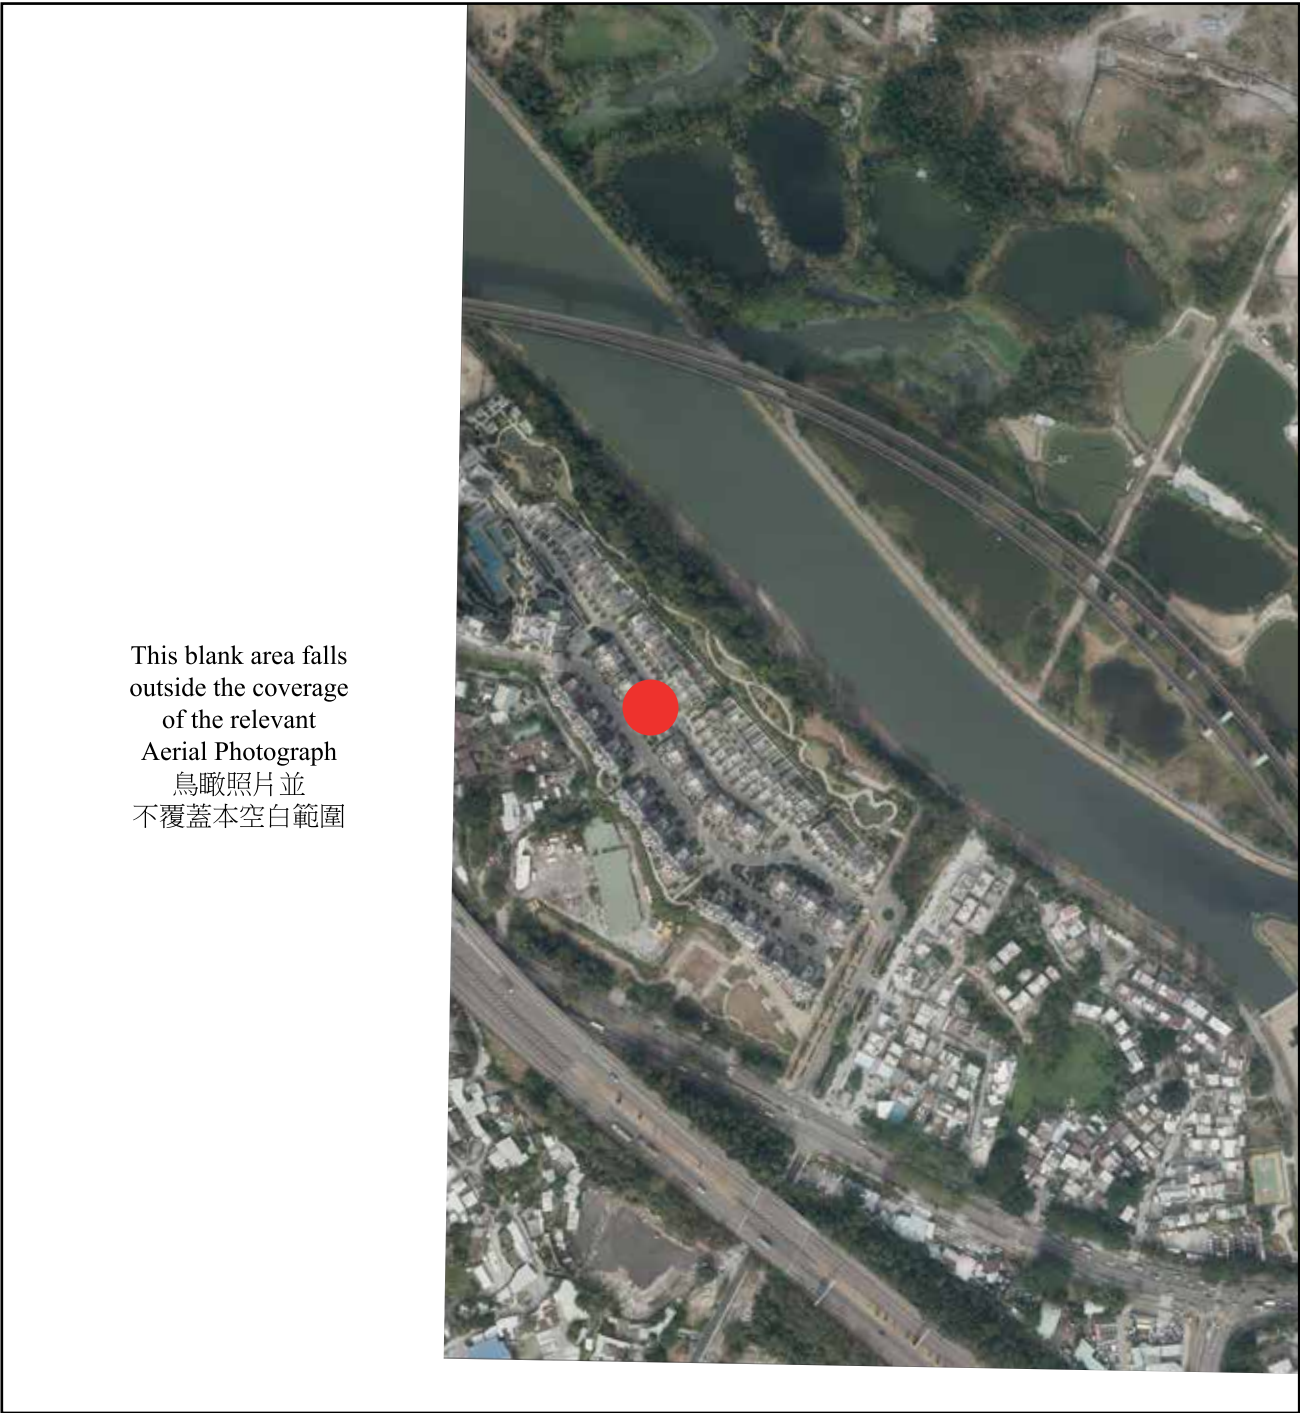 This blank area falls
outside the coverage
of the relevant
Aerial Photograph
鳥瞰照片並
不覆蓋本空白範圍